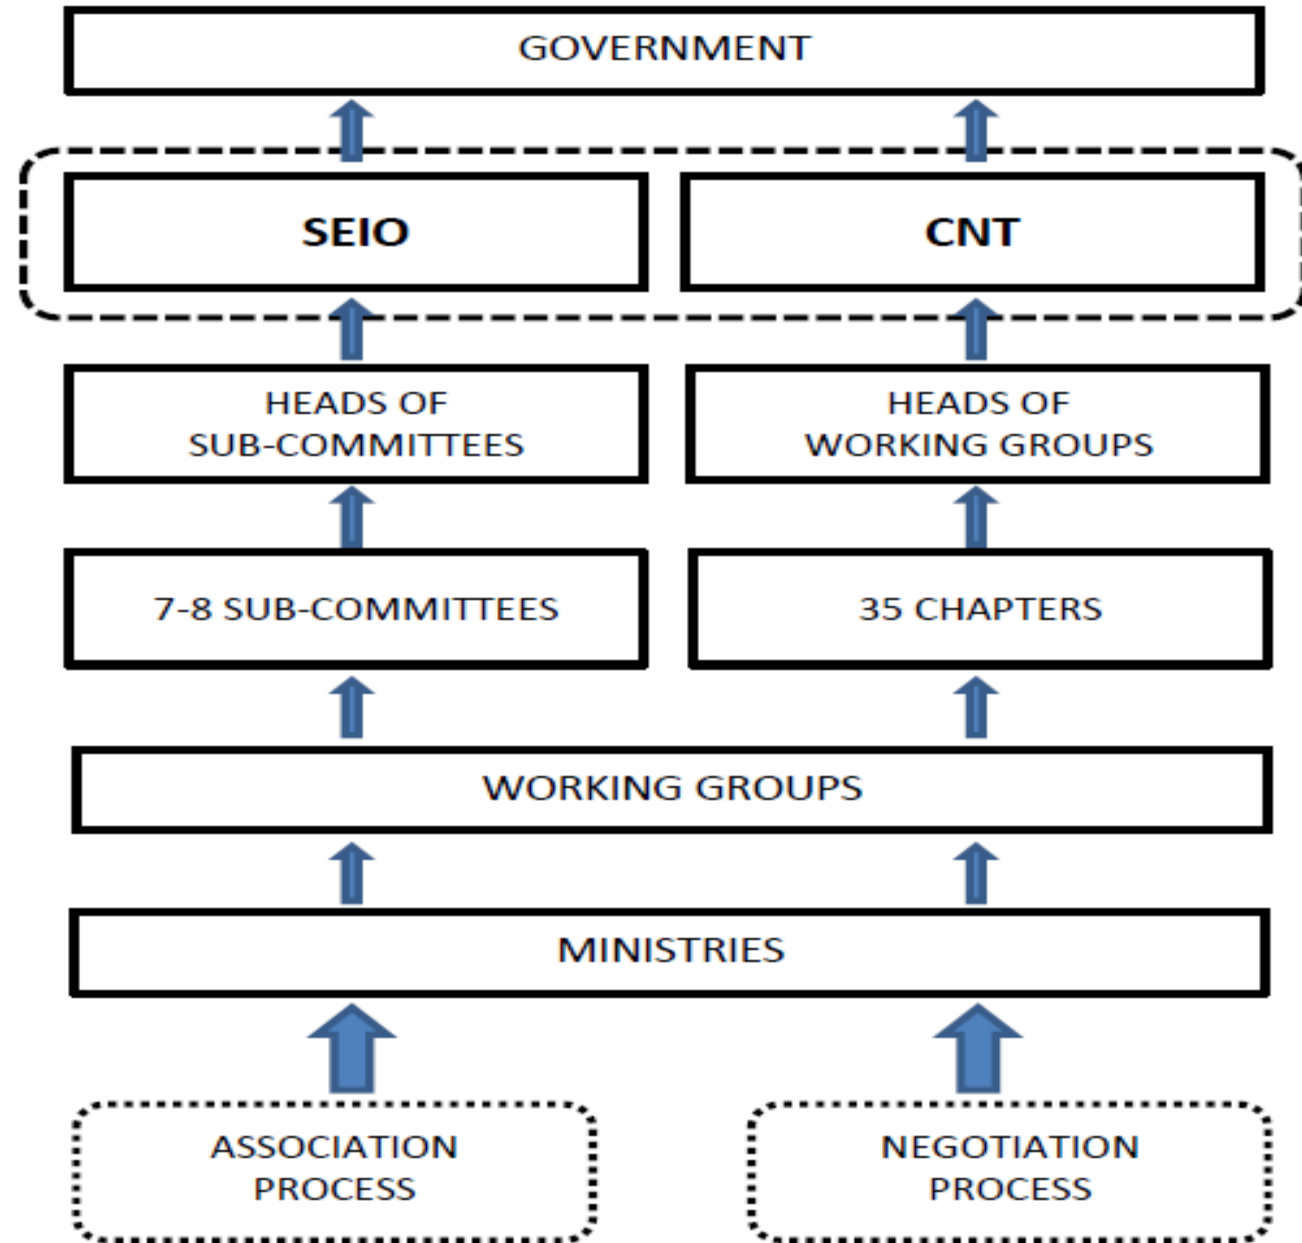 GOVERNMENT
SEIO
CNT
HEADS OF
SUB-COMMITTEES
HEADS OF
WORKING GROUPS
7-8 SUB-COMMITTEES
35 CHAPTERS
WORKING GROUPS
MINISTRIES
ASSOCIATION
PROCESS
NEGOTIATION
PROCESS